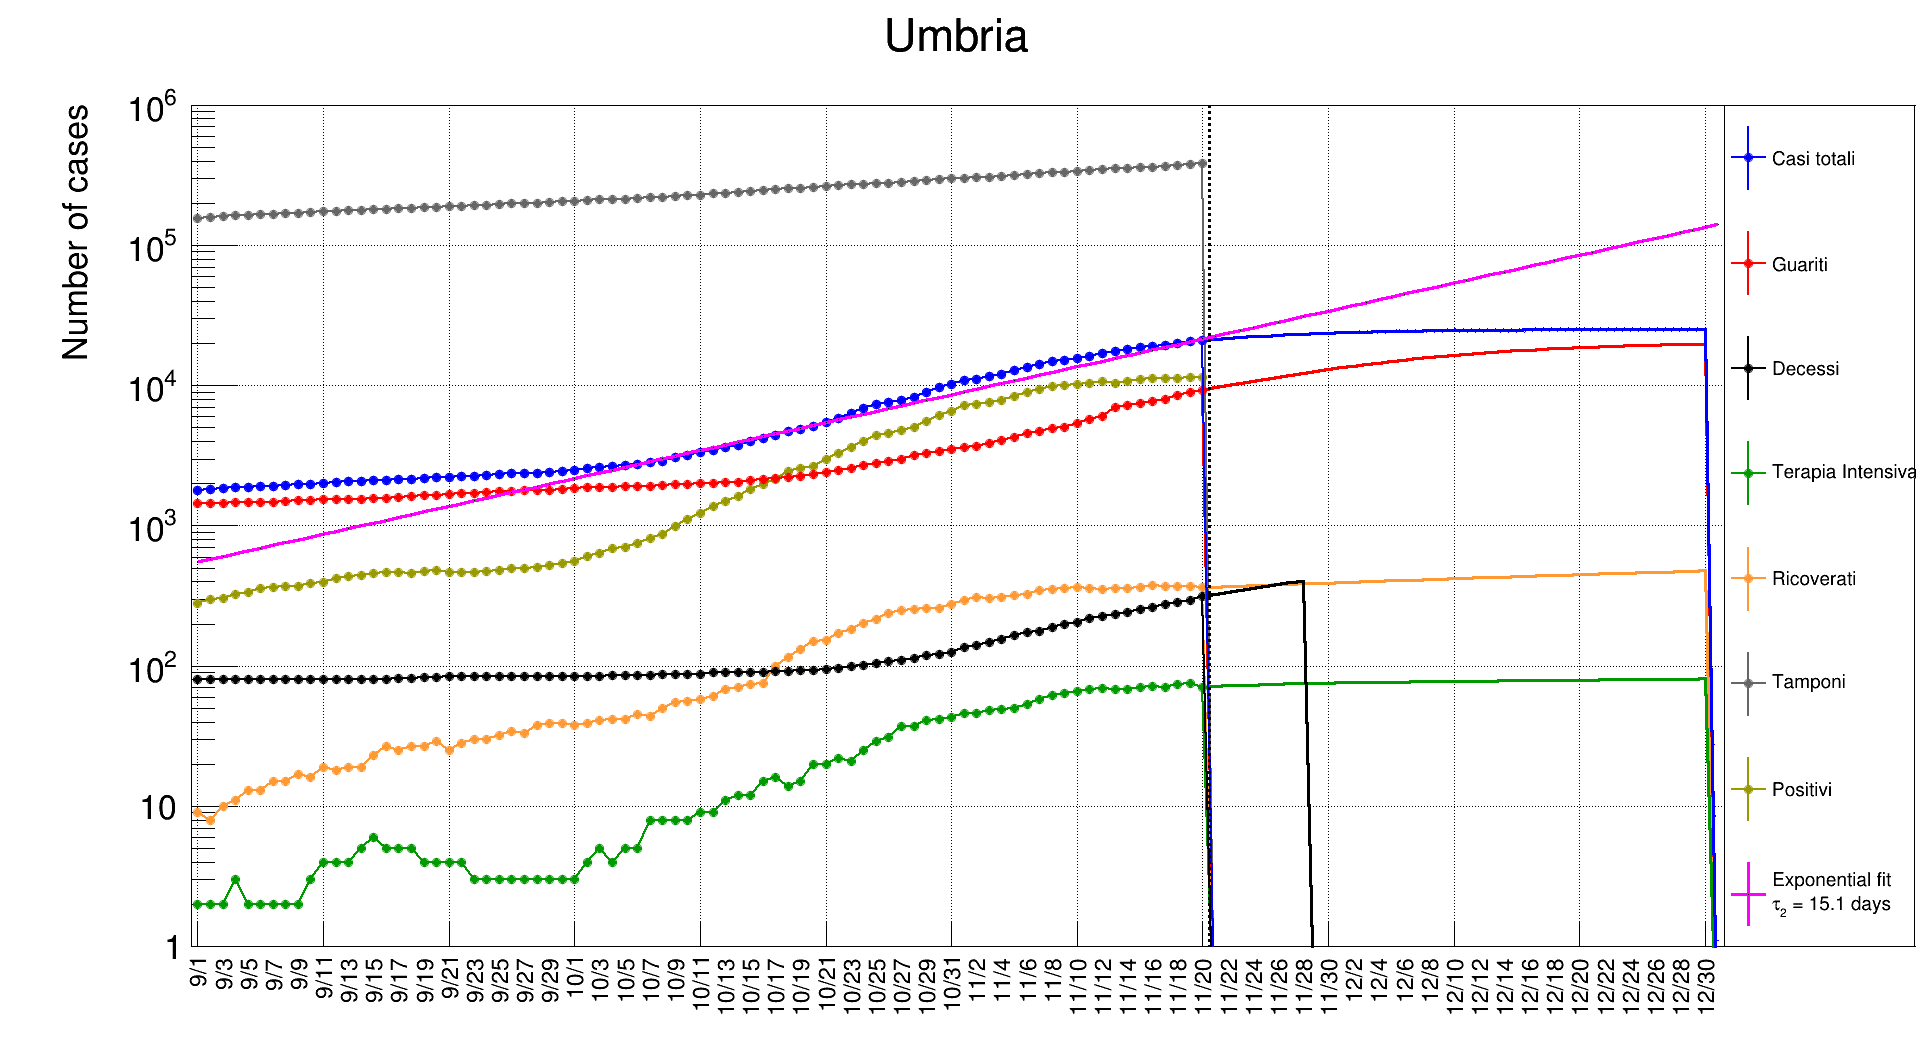 Umbria
Number of cases
10^6
10^5
10^4
10^3
10^2
10
1
9/1 9/3 9/5 9/7 9/9 9/11 9/13 9/15 9/17 9/19 9/21 9/23 9/25 9/27 9/29 10/1 10/3 10/5 10/7 10/9 10/11 10/13 10/15 10/17 10/19 10/21 10/23 10/25 10/27 10/29 10/31 11/2 11/4 11/6 11/8 11/10 11/12 11/14 11/16 11/18 11/20 11/22 11/24 11/26 11/28 11/30 12/2 12/4 12/6 12/8 12/10 12/12 12/14 12/16 12/18 12/20 12/22 12/24 12/26 12/28 12/30
Casi totali
Guariti
Decessi
Terapia Intensiva
Ricoverati
Tamponi
Positivi
Exponential fit
τ_2 = 15.1 days